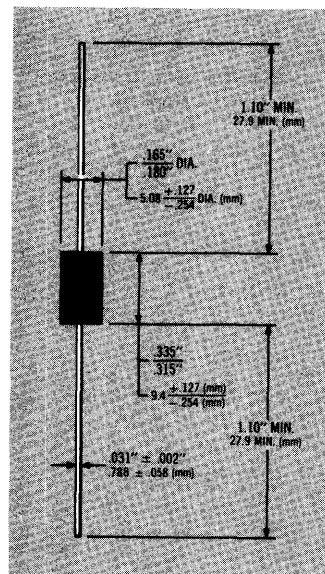 1.10" MIN.
27.9 MIN. (mm)
.165"
.180" DIA.
5.08 +.127
-.254 DIA. (mm)
.335"
.315"
9.4 +.127 (mm)
-.254 (mm)
1.10" MIN.
27.9 MIN. (mm)
.031" ± .002"
.788 ± .058 (mm)